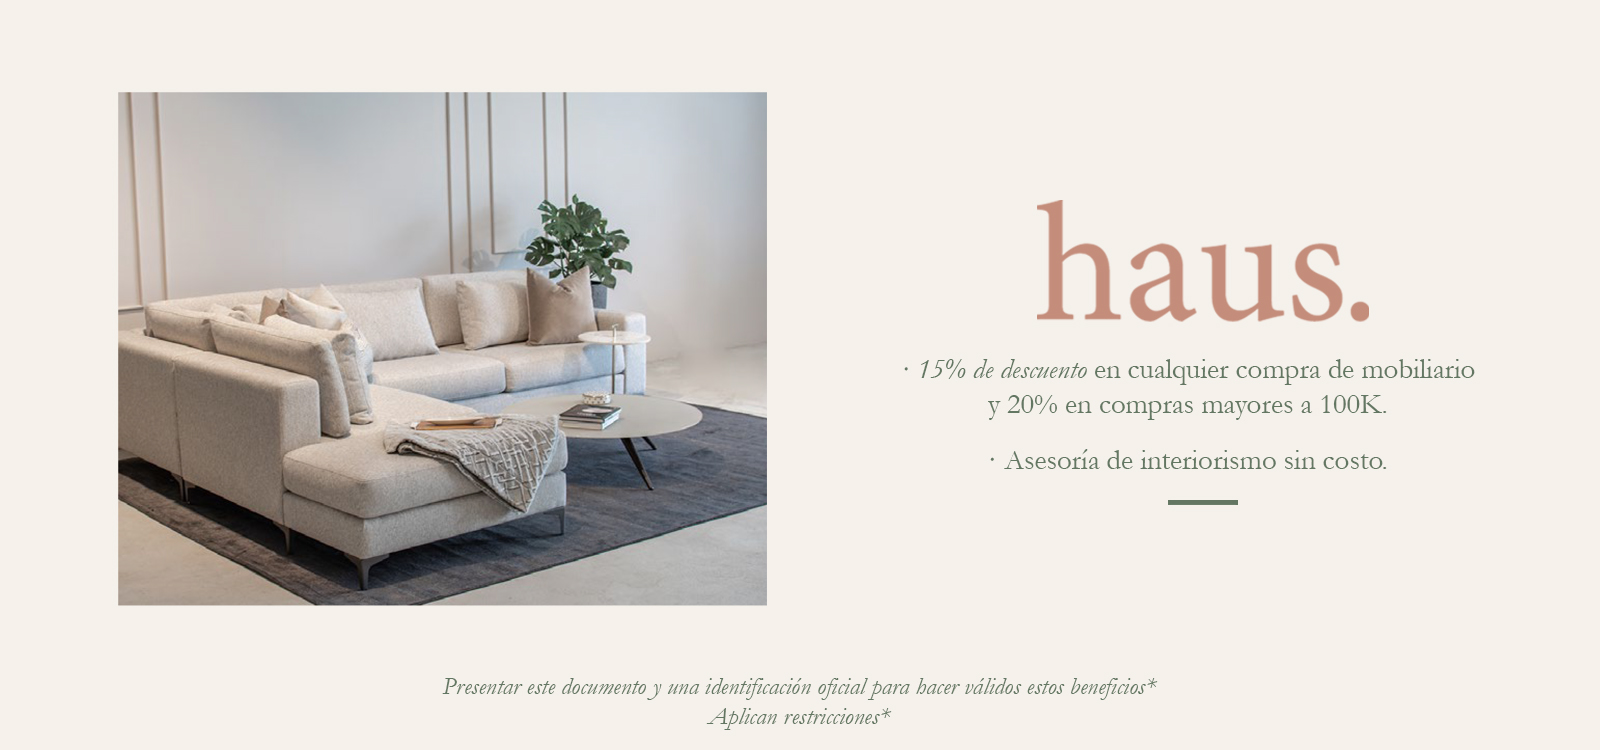 haus.
· 15% de descuento en cualquier compra de mobiliario
y 20% en compras mayores a 100K.
· Asesoría de interiorismo sin costo.
Presentar este documento y una identificación oficial para hacer válidos estos beneficios*
Aplican restricciones*